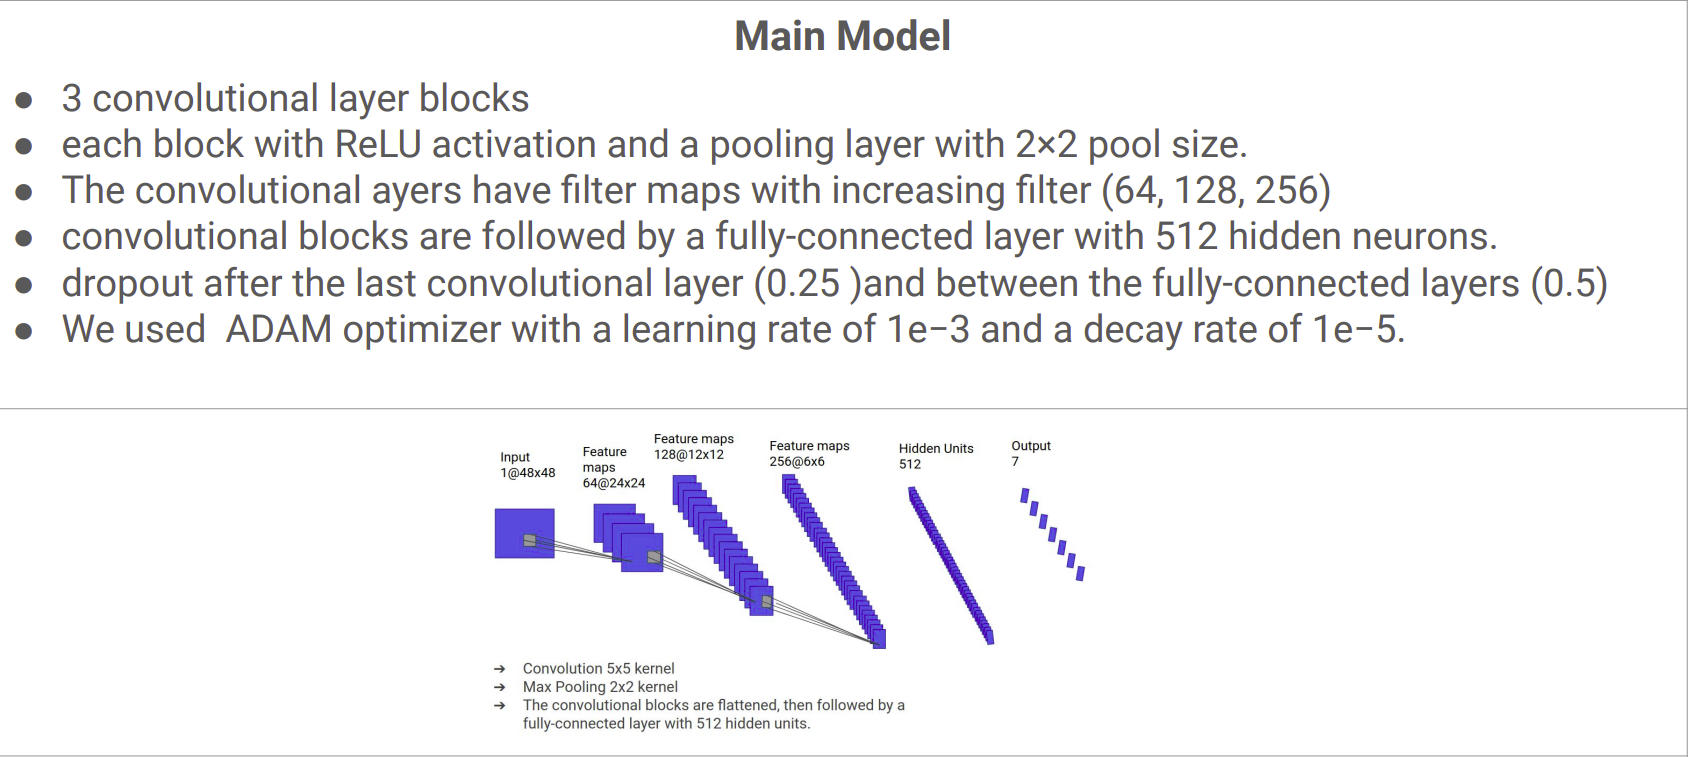 Main Model
● 3 convolutional layer blocks
● each block with ReLU activation and a pooling layer with 2×2 pool size.
● The convolutional ayers have filter maps with increasing filter (64, 128, 256)
● convolutional blocks are followed by a fully-connected layer with 512 hidden neurons.
● dropout after the last convolutional layer (0.25 )and between the fully-connected layers (0.5)
● We used  ADAM optimizer with a learning rate of 1e−3 and a decay rate of 1e−5.
Input
1@48x48
Feature
maps
64@24x24
Feature maps
128@12x12
Feature maps
256@6x6
Hidden Units
512
Output
7
➔ Convolution 5x5 kernel
➔ Max Pooling 2x2 kernel
➔ The convolutional blocks are flattened, then followed by a
fully-connected layer with 512 hidden units.